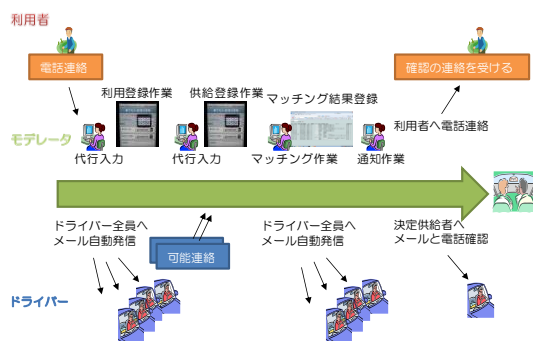 利用者
電話連絡
確認の連絡を受ける
利用登録作業
供給登録作業
マッチング結果登録
利用者へ電話連絡
モデレータ
代行入力
代行入力
マッチング作業
通知作業
ドライバー全員へ
メール自動発信
ドライバー全員へ
メール自動発信
決定供給者へ
メールと電話確認
可能連絡
ドライバー